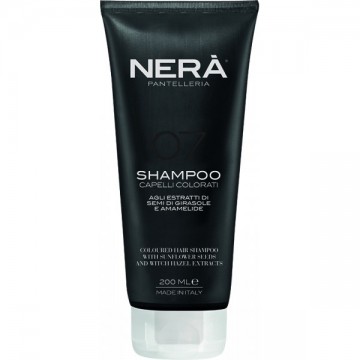 NERÀ
PANTELLERIA
07
SHAMPOO
CAPELLI COLORATI
AGLI ESTRATTI DI
SEMI DI GIRASOLE
E AMAMELIDE
COLOURED HAIR SHAMPOO
WITH SUNFLOWER SEEDS
AND WITCH HAZEL EXTRACTS
200 ML e
MADE IN ITALY